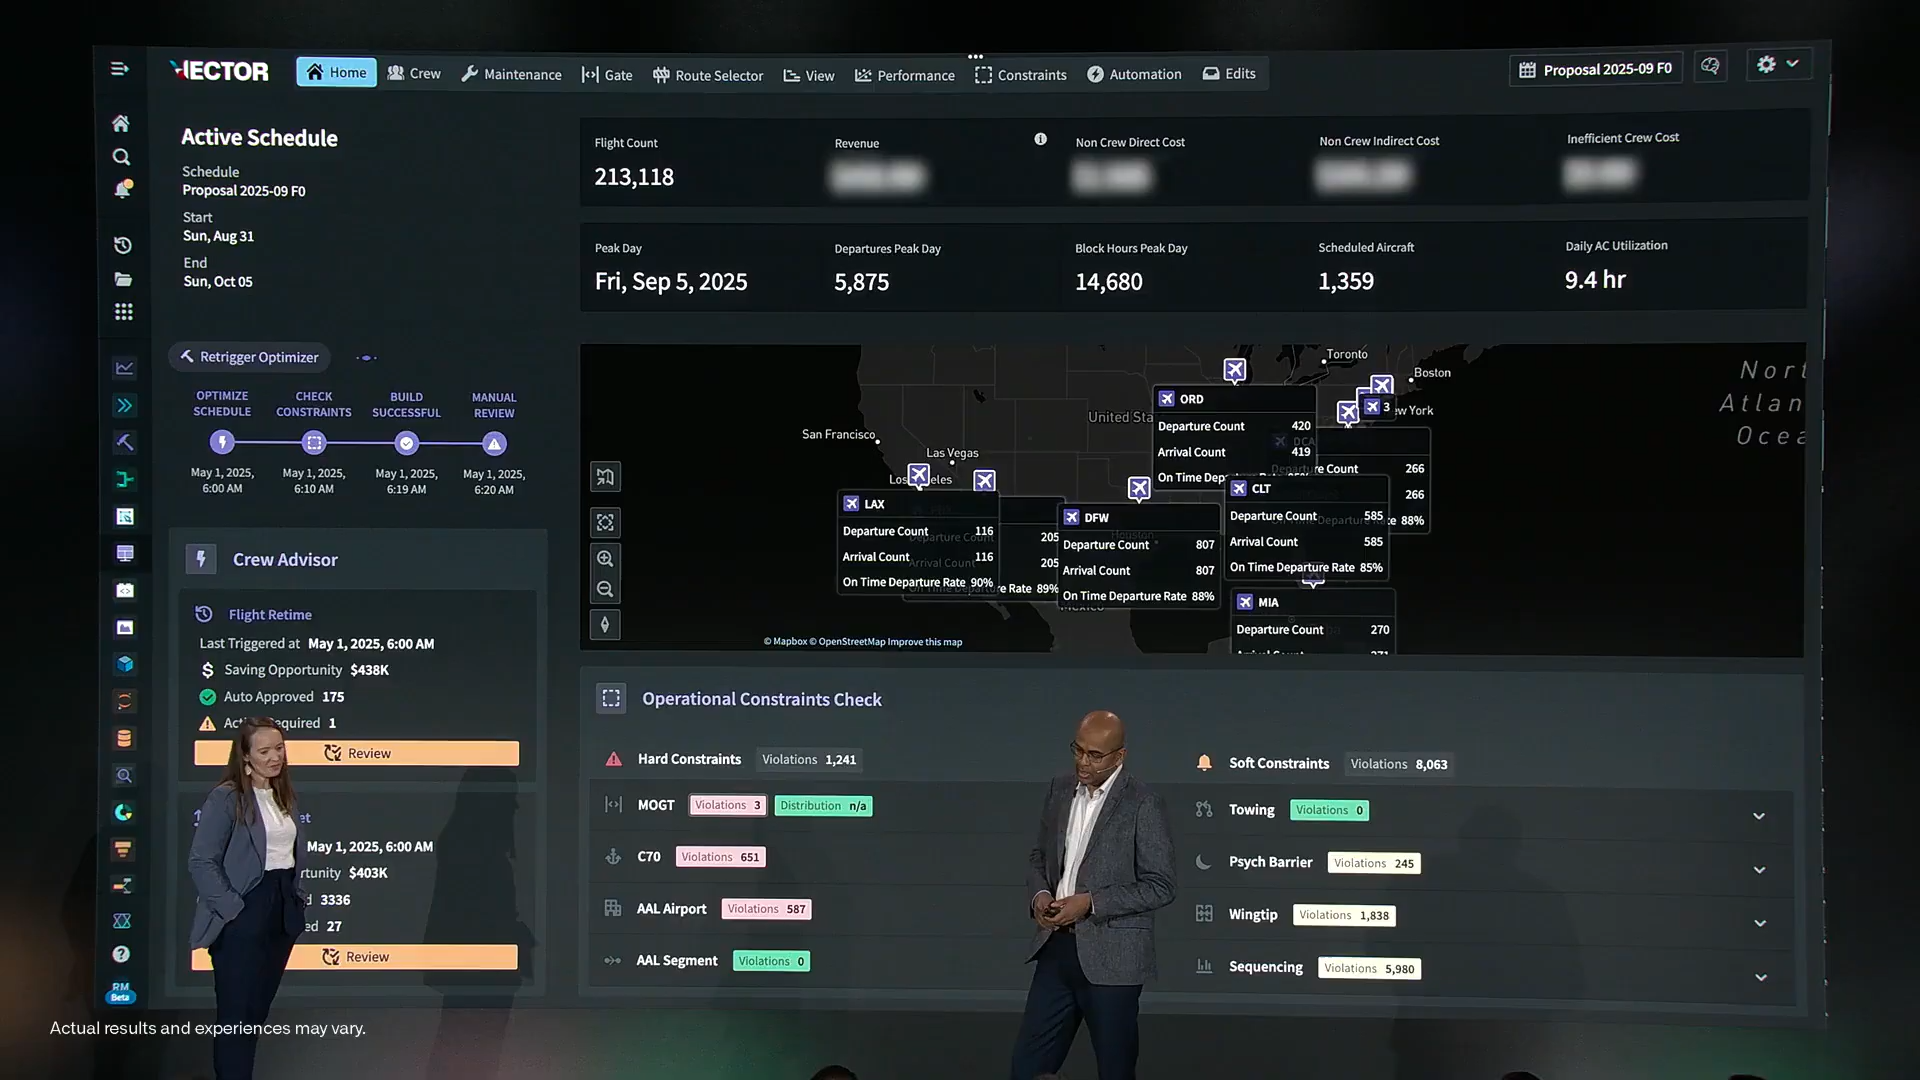 VECTOR
Home
Crew
Maintenance
Gate
Route Selector
View
Performance
Constraints
Automation
Edits
Proposal 2025-09 F0
Active Schedule
Schedule
Proposal 2025-09 F0
Start
Sun, Aug 31
End
Sun, Oct 05
Flight Count
213,118
Revenue
Non Crew Direct Cost
Non Crew Indirect Cost
Inefficient Crew Cost
Peak Day
Fri, Sep 5, 2025
Departures Peak Day
5,875
Block Hours Peak Day
14,680
Scheduled Aircraft
1,359
Daily AC Utilization
9.4 hr
Retrigger Optimizer
OPTIMIZE
SCHEDULE
May 1, 2025,
6:00 AM
CHECK
CONSTRAINTS
May 1, 2025,
6:10 AM
BUILD
SUCCESSFUL
May 1, 2025,
6:19 AM
MANUAL
REVIEW
May 1, 2025,
6:20 AM
Crew Advisor
Flight Retime
Last Triggered at May 1, 2025, 6:00 AM
$ Saving Opportunity $438K
Auto Approved 175
Required 1
Review
May 1, 2025, 6:00 AM
$403K
3336
27
Review
Toronto
Boston
3
San Francisco
Las Vegas
ORD
Departure Count 420
Arrival Count 419
DCA
266
266
88%
LAX
Departure Count 116
Arrival Count 116
On Time Departure Rate 90%
205
205
Rate 89%
DFW
Departure Count 807
Arrival Count 807
On Time Departure Rate 88%
CLT
Departure Count 585
Arrival Count 585
On Time Departure Rate 85%
MIA
Departure Count 270
© Mapbox © OpenStreetMap Improve this map
Operational Constraints Check
Hard Constraints Violations 1,241
MOGT Violations 3 Distribution n/a
C70 Violations 651
AAL Airport Violations 587
AAL Segment Violations 0
Soft Constraints Violations 8,063
Towing Violations 0
Psych Barrier Violations 245
Wingtip Violations 1,838
Sequencing Violations 5,980
Beta
Actual results and experiences may vary.